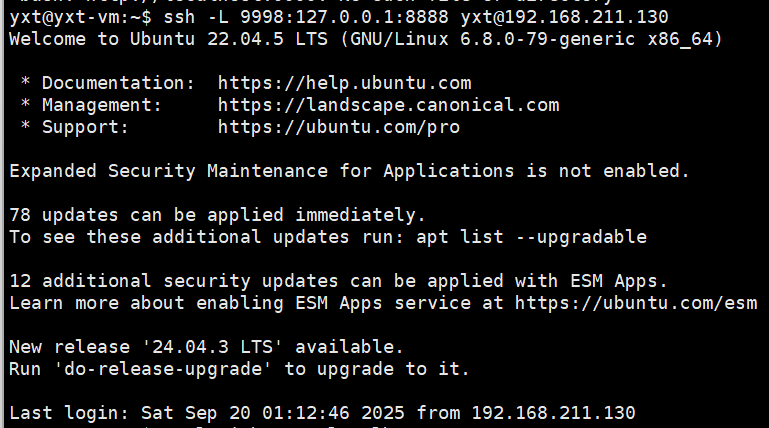 yxt@yxt-vm:~$ ssh -L 9998:127.0.0.1:8888 yxt@192.168.211.130
Welcome to Ubuntu 22.04.5 LTS (GNU/Linux 6.8.0-79-generic x86_64)
* Documentation:  https://help.ubuntu.com
* Management:     https://landscape.canonical.com
* Support:        https://ubuntu.com/pro
Expanded Security Maintenance for Applications is not enabled.
78 updates can be applied immediately.
To see these additional updates run: apt list --upgradable
12 additional security updates can be applied with ESM Apps.
Learn more about enabling ESM Apps service at https://ubuntu.com/esm
New release '24.04.3 LTS' available.
Run 'do-release-upgrade' to upgrade to it.
Last login: Sat Sep 20 01:12:46 2025 from 192.168.211.130